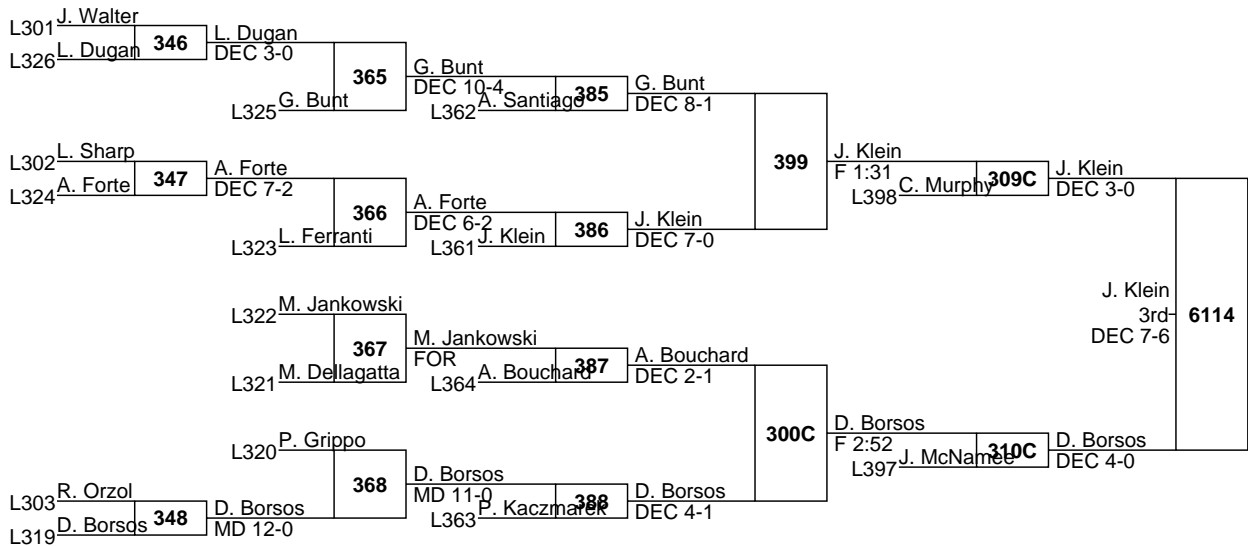 J. Walter
L301
346
L. Dugan
DEC 3-0
L. Dugan
L326
365
G. Bunt
DEC 10-4
G. Bunt
L325
385
G. Bunt
DEC 8-1
A. Santiago
L362
399
J. Klein
F 1:31
L. Sharp
L302
347
A. Forte
DEC 7-2
A. Forte
L324
366
A. Forte
DEC 6-2
L. Ferranti
L323
386
J. Klein
DEC 7-0
J. Klein
L361
309C
J. Klein
DEC 3-0
C. Murphy
L398
J. Klein
3rd
DEC 7-6
6114
M. Jankowski
L322
367
M. Jankowski
FOR
M. Dellagatta
L321
387
A. Bouchard
DEC 2-1
A. Bouchard
L364
300C
D. Borsos
F 2:52
P. Grippo
L320
368
D. Borsos
MD 11-0
R. Orzol
L303
348
D. Borsos
MD 12-0
D. Borsos
L319
388
D. Borsos
DEC 4-1
P. Kaczmarek
L363
310C
D. Borsos
DEC 4-0
J. McNamee
L397